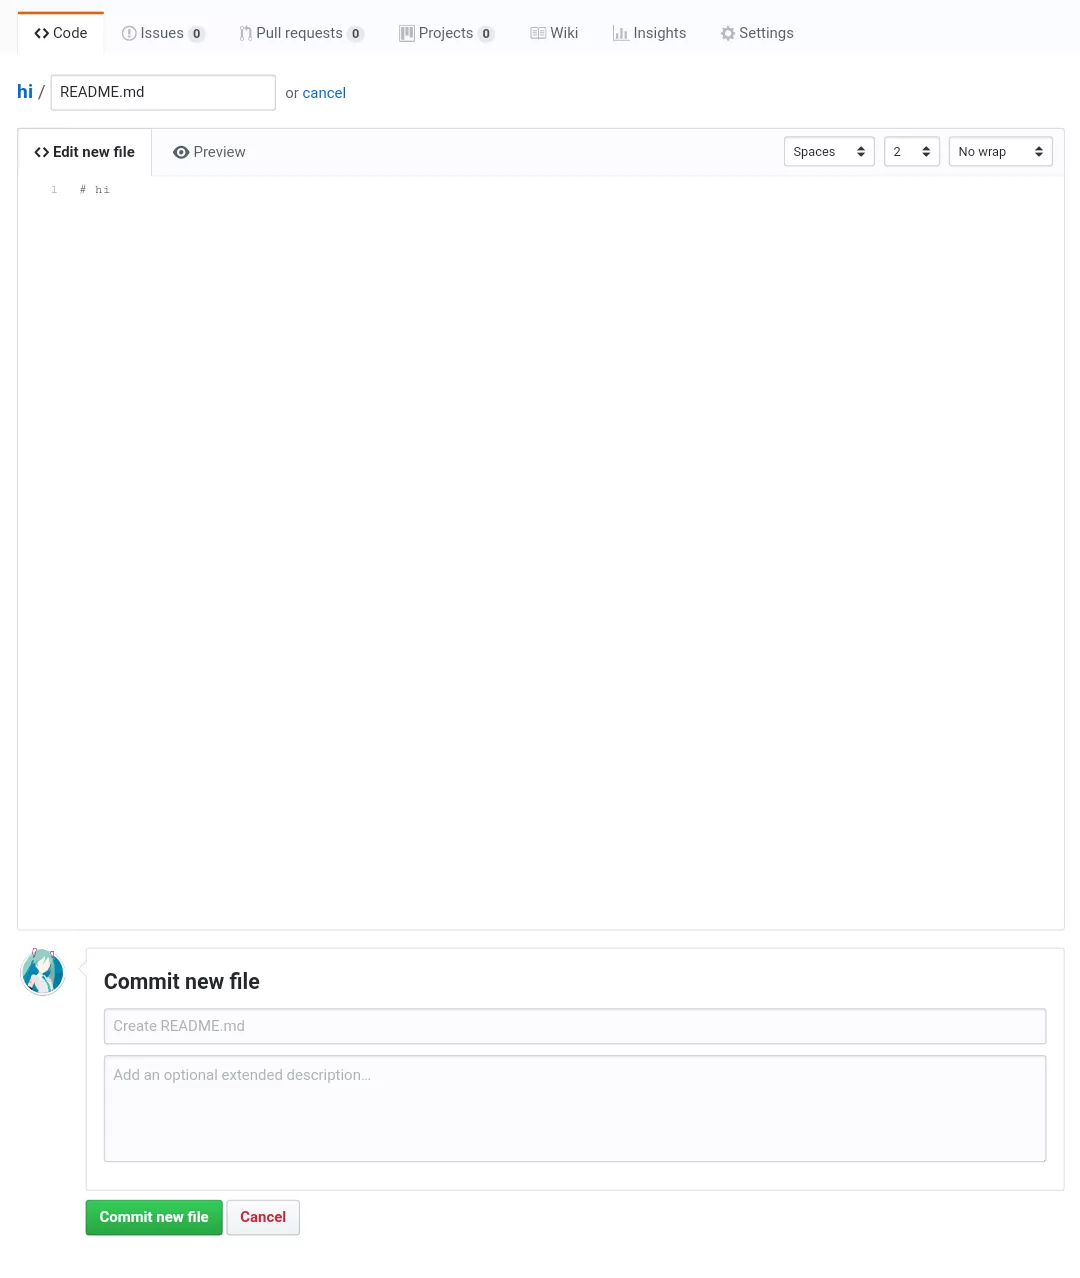 Code Issues 0 Pull requests 0 Projects 0 Wiki Insights Settings
hi / README.md or cancel
Edit new file Preview Spaces 2 No wrap
1 # hi
Commit new file
Create README.md
Add an optional extended description...
Commit new file Cancel